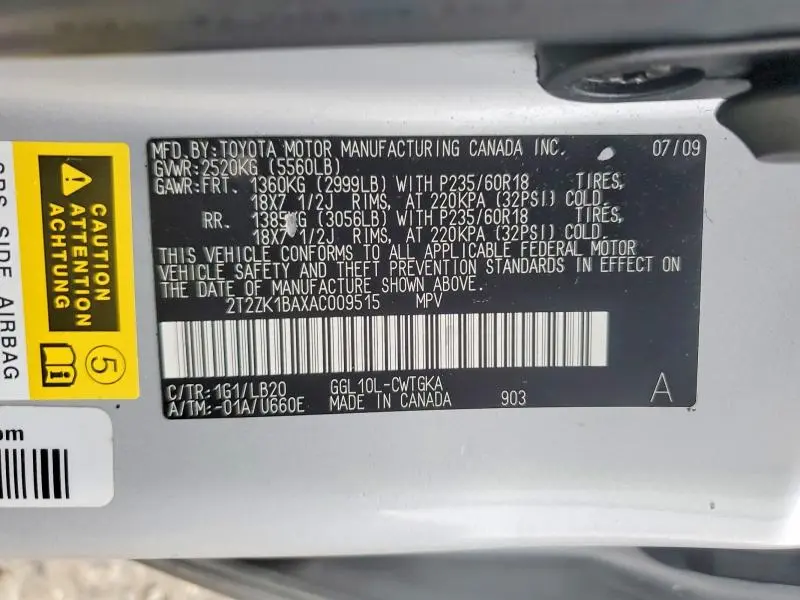 MFD.BY:TOYOTA MOTOR MANUFACTURING CANADA INC. 07/09
GVWR:2520KG (5560LB)
GAWR:FRT. 1360KG (2999LB) WITH P235/60R18 TIRES,
18X7 1/2J RIMS, AT 220KPA (32PSI) COLD.
RR. 1385KG (3056LB) WITH P235/60R18 TIRES,
18X7 1/2J RIMS, AT 220KPA (32PSI) COLD.
THIS VEHICLE CONFORMS TO ALL APPLICABLE FEDERAL MOTOR
VEHICLE SAFETY AND THEFT PREVENTION STANDARDS IN EFFECT ON
THE DATE OF MANUFACTURE SHOWN ABOVE.
2T2ZK1BAXAC009515 MPV
C/TR:1G1/LB20 GGL10L-CWTGKA
A/TM:-01A/U660E MADE IN CANADA 903 A
CAUTION
ATTENTION
ACHTUNG
5
SRS SIDE AIRBAG
om